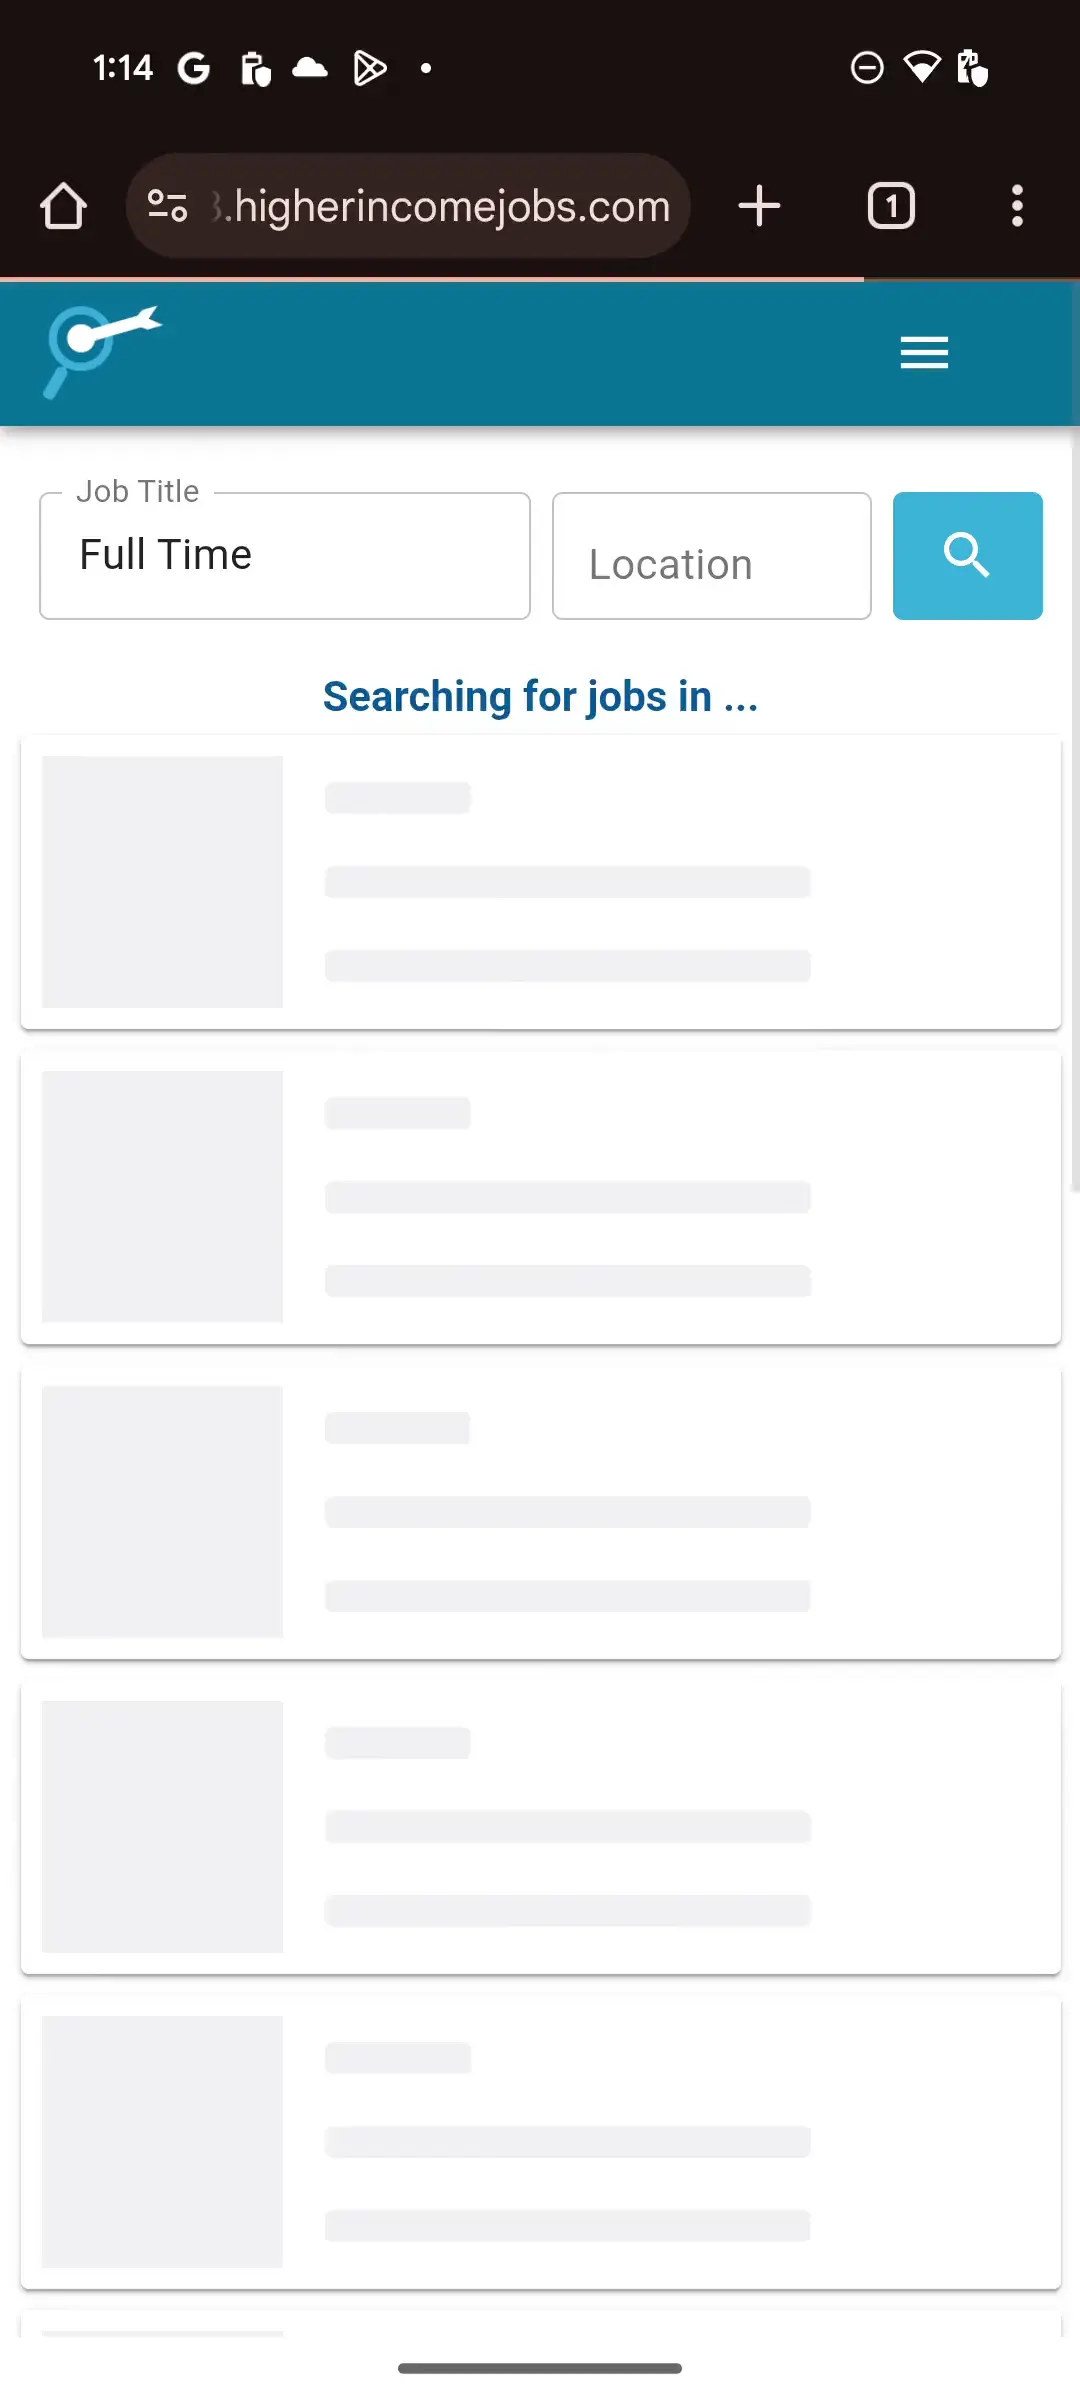 1:14
.higherincomejobs.com
1
Job Title
Full Time
Location
Searching for jobs in ...